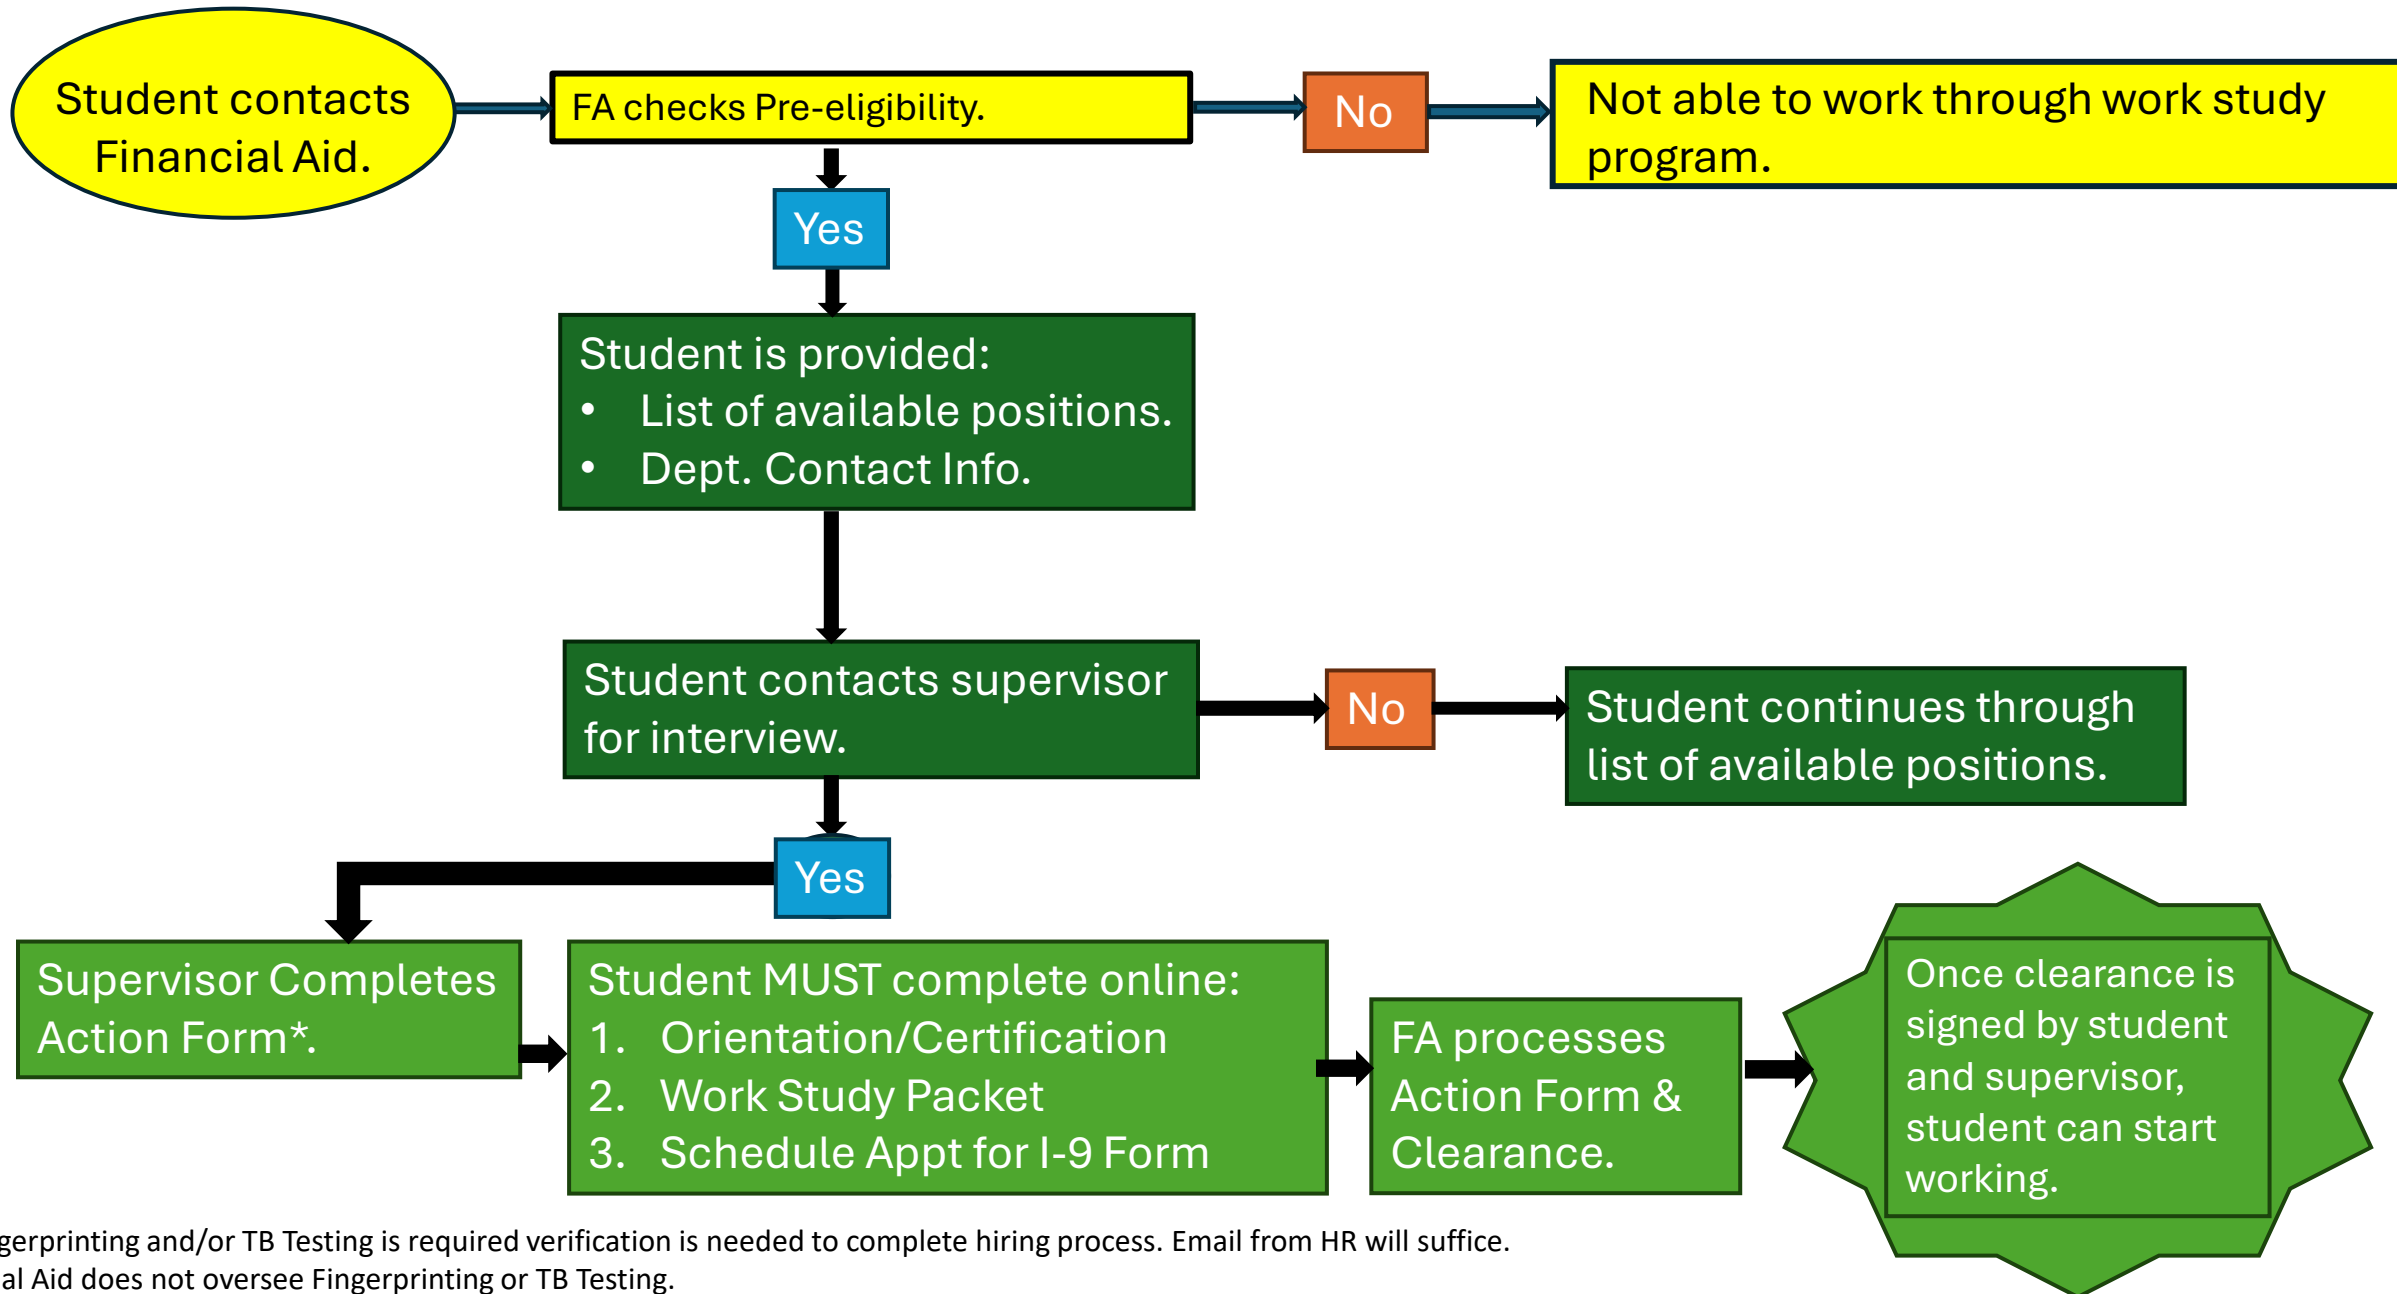 Student contacts
Financial Aid.
FA checks Pre-eligibility.
No
Not able to work through work study
program.
Yes
Student is provided:
• List of available positions.
• Dept. Contact Info.
Student contacts supervisor
for interview.
No
Student continues through
list of available positions.
Yes
Supervisor Completes
Action Form*.
Student MUST complete online:
1. Orientation/Certification
2. Work Study Packet
3. Schedule Appt for I-9 Form
FA processes
Action Form &
Clearance.
Once clearance is
signed by student
and supervisor,
student can start
working.
and/or TB Testing is required verification is needed to complete hiring process. Email from HR will suffice.
Aid does not oversee Fingerprinting or TB Testing.